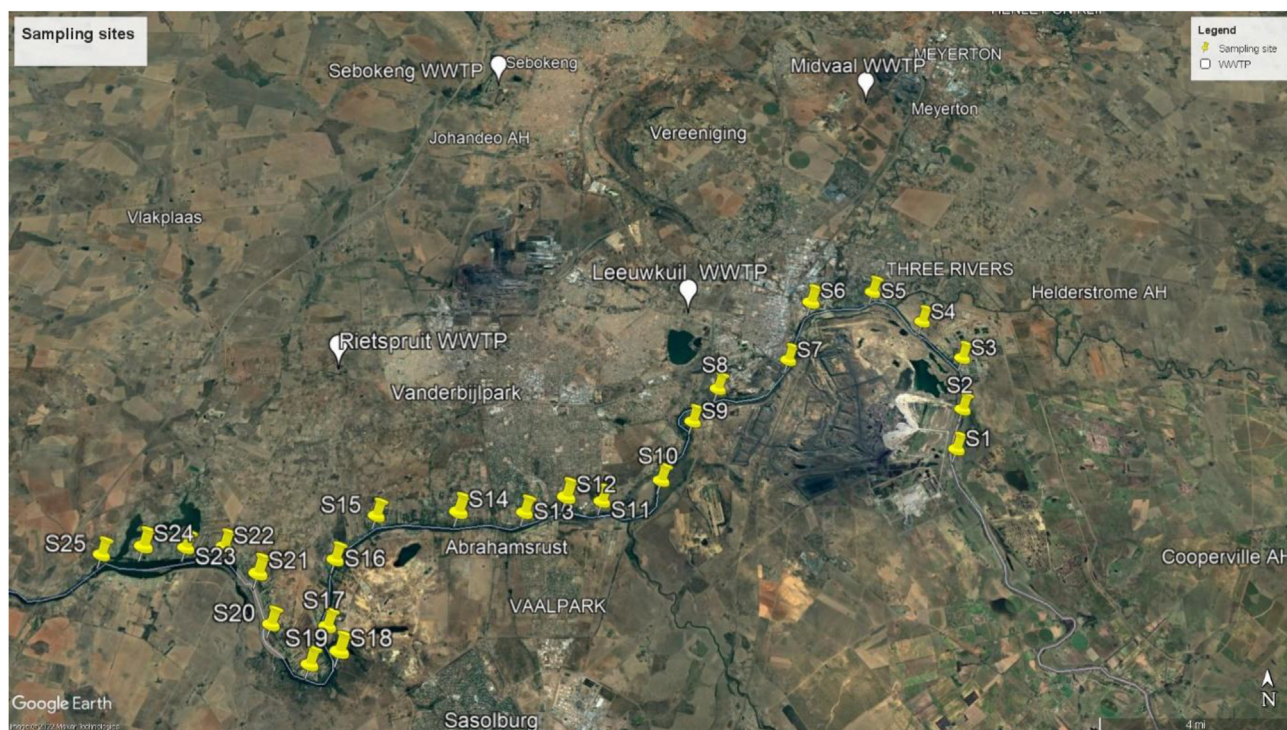 Sampling sites
Legend
Sampling site
WWTP
MEYERTON
Midvaal WWTP
Sebokeng WWTP
Sebokeng
Meyerton
Vereeniging
Johandeo AH
Vlakplaas
THREE RIVERS
Leeuwkuil WWTP
Helderstrome AH
S6
S5
S4
Rietspruit WWTP
S7
S3
Vanderbijlpark
S8
S2
S9
S1
S10
S12
S11
S15
S14
S13
S25
S24
S22
S23
S21
S16
Abrahamsrust
Cooperville AH
VAALPARK
S20
S17
S19
S18
Google Earth
Sasolburg
N
4 mi